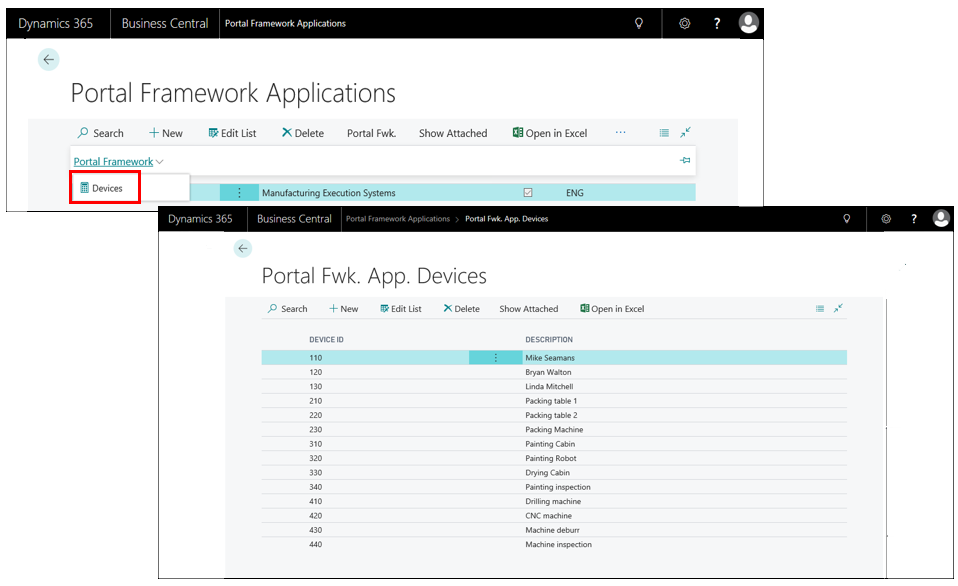 Dynamics 365 Business Central Portal Framework Applications ?
Portal Framework Applications
Search New Edit List Delete Portal Fwk. Show Attached Open in Excel ...
Portal Framework
Devices
Manufacturing Execution Systems ENG
Dynamics 365 Business Central Portal Framework Applications > Portal Fwk. App. Devices ?
Portal Fwk. App. Devices
Search New Edit List Delete Show Attached Open in Excel
DEVICE ID DESCRIPTION
110 Mike Seamans
120 Bryan Walton
130 Linda Mitchell
210 Packing table 1
220 Packing table 2
230 Packing Machine
310 Painting Cabin
320 Painting Robot
330 Drying Cabin
340 Painting inspection
410 Drilling machine
420 CNC machine
430 Machine deburr
440 Machine inspection